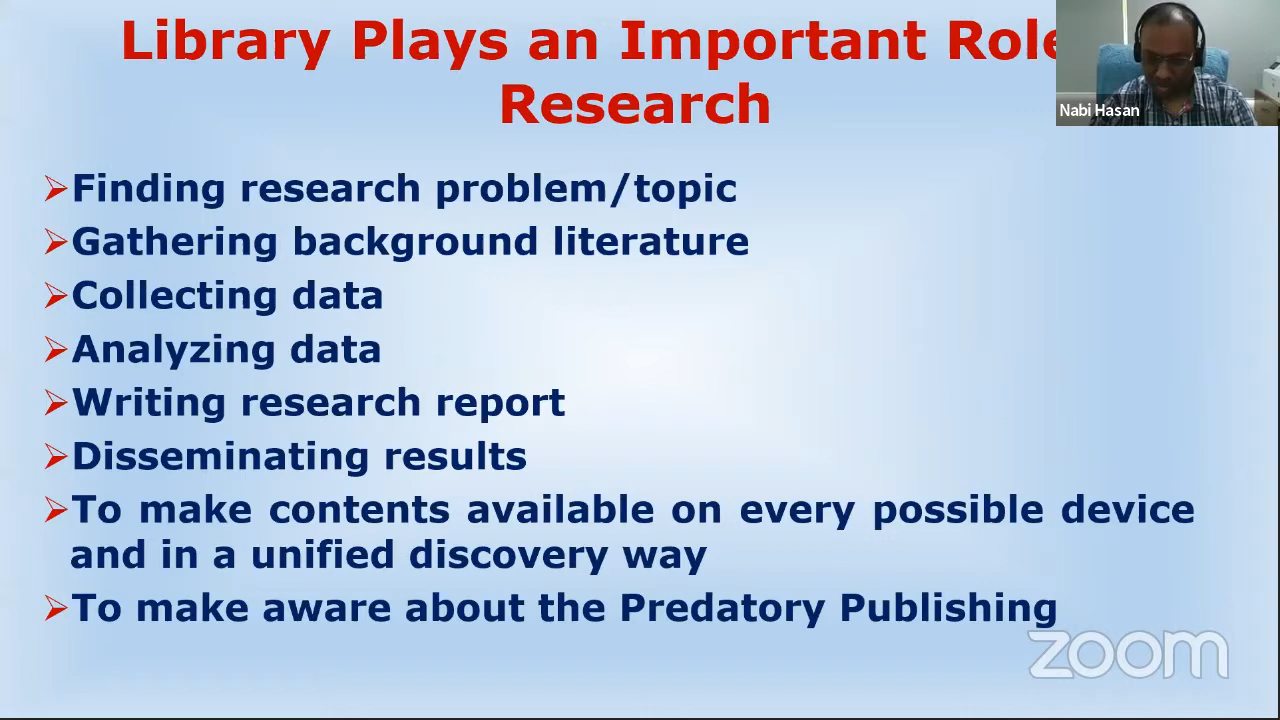 Library Plays an Important Role
Research
Nabi Hasan
➢Finding research problem/topic
➢Gathering background literature
➢Collecting data
➢Analyzing data
➢Writing research report
➢Disseminating results
➢To make contents available on every possible device
and in a unified discovery way
➢To make aware about the Predatory Publishing
zoom